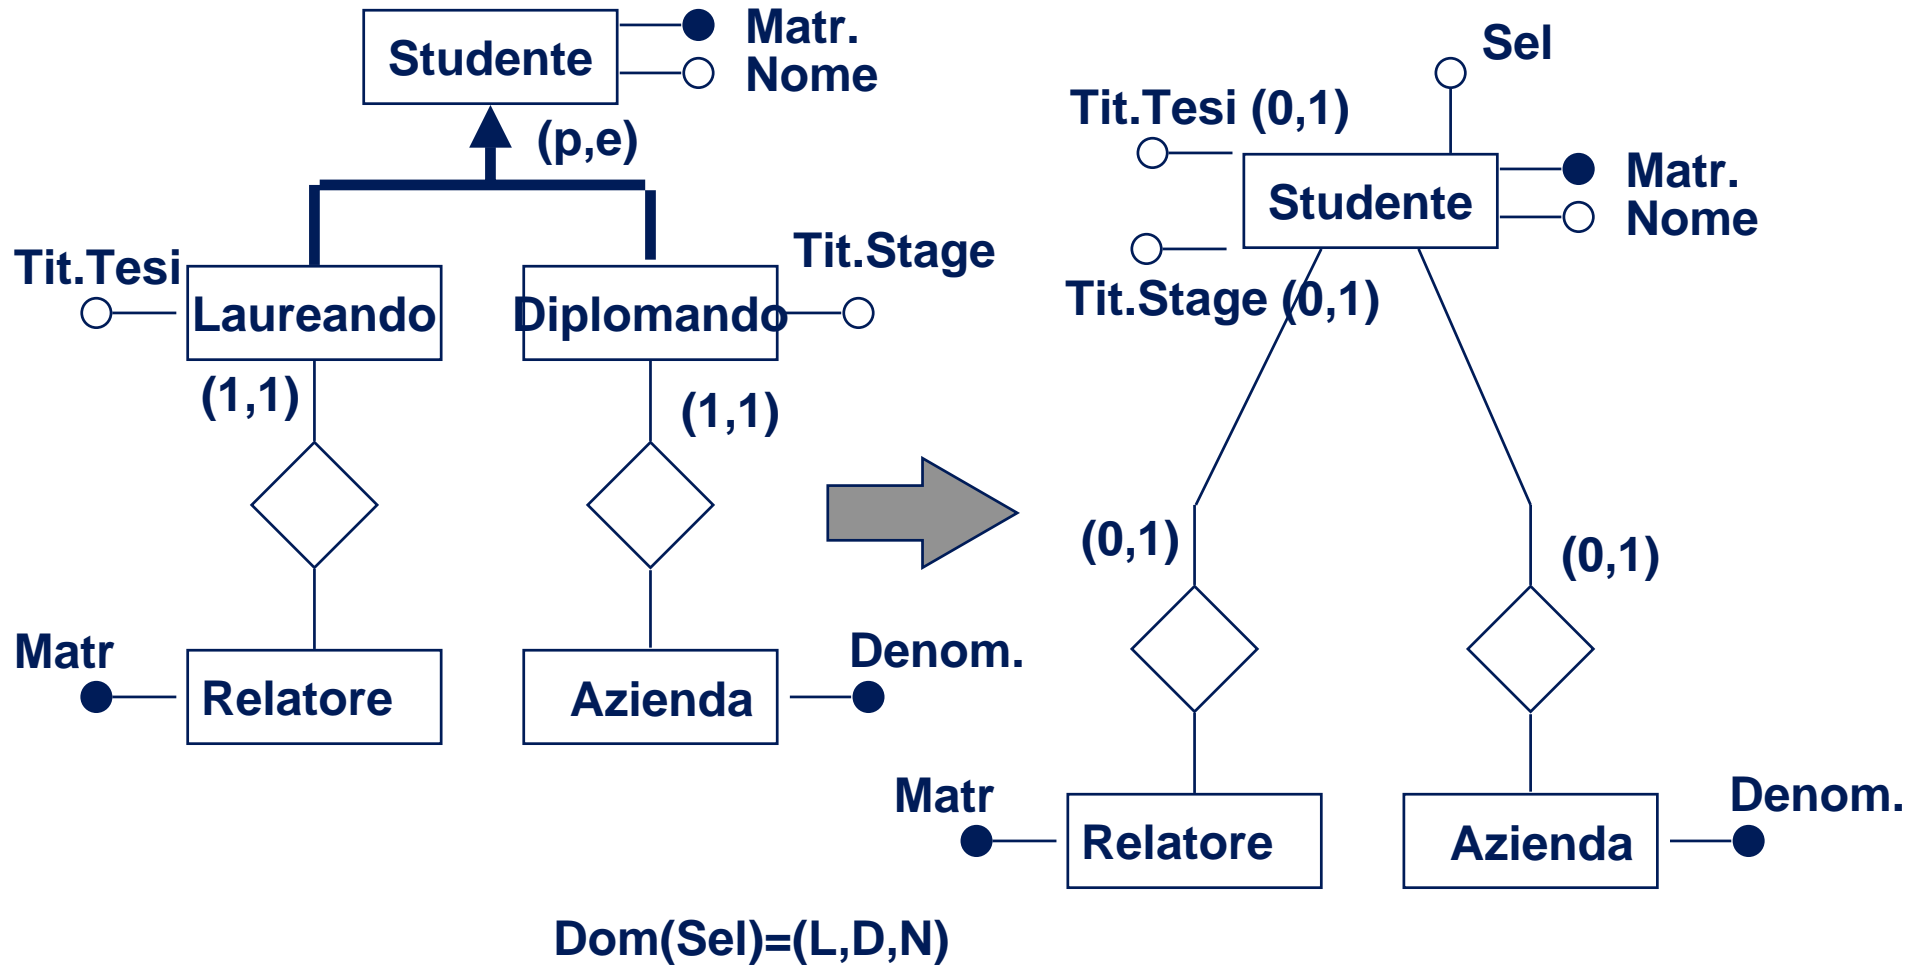 Studente
Matr.
Nome
(p,e)
Tit.Tesi
Laureando
Diplomando
Tit.Stage
(1,1)
(1,1)
Matr
Relatore
Azienda
Denom.
Sel
Tit.Tesi (0,1)
Studente
Matr.
Nome
Tit.Stage (0,1)
(0,1)
(0,1)
Matr
Relatore
Azienda
Denom.
Dom(Sel)=(L,D,N)